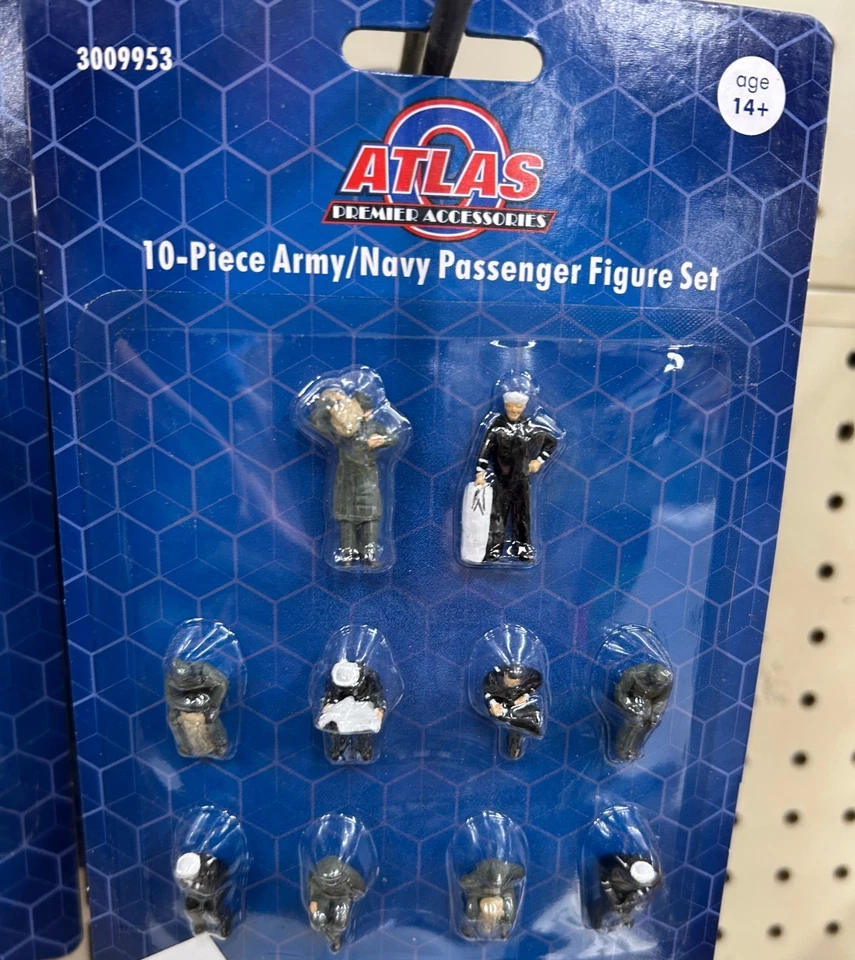 3009953
age
14+
ATLAS
O
PREMIER ACCESSORIES
10-Piece Army/Navy Passenger Figure Set